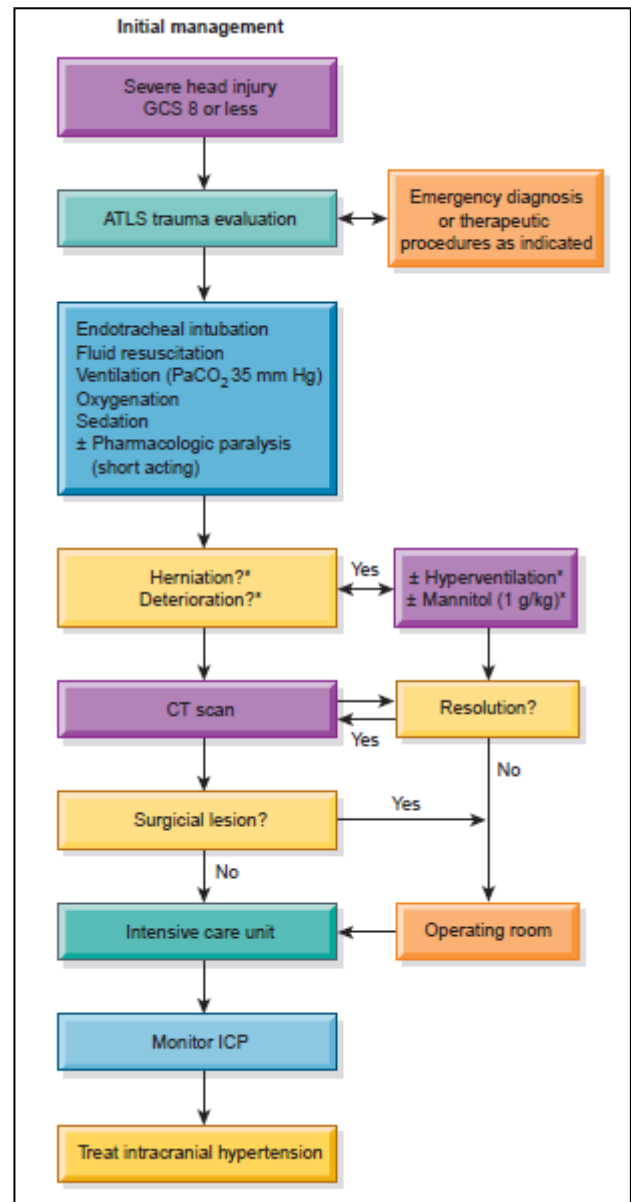 Initial management
Severe head injury
GCS 8 or less
ATLS trauma evaluation
Emergency diagnosis
or therapeutic
procedures as indicated
Endotracheal intubation
Fluid resuscitation
Ventilation (PaCO₂ 35 mm Hg)
Oxygenation
Sedation
± Pharmacologic paralysis
(short acting)
Herniation?*
Deterioration?*
Yes
± Hyperventilation*
± Mannitol (1 g/kg)*
CT scan
Yes
Resolution?
No
Surgicial lesion?
Yes
No
Intensive care unit
Operating room
Monitor ICP
Treat intracranial hypertension